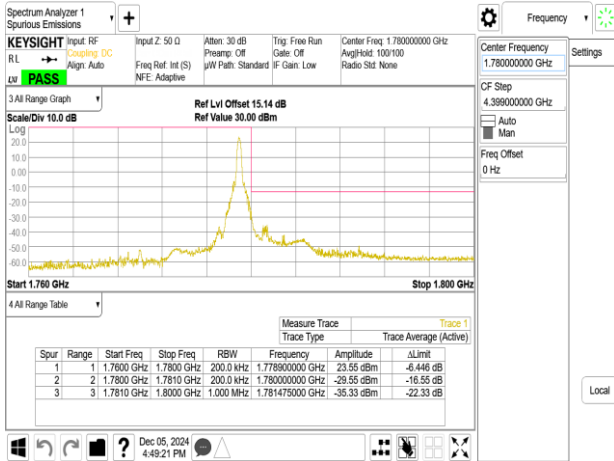 Spectrum Analyzer 1
Spurious Emissions
Frequency
KEYSIGHT Input: RF Input Z: 50 Ω Atten: 30 dB Trig: Free Run Center Freq: 1.780000000 GHz
Coupling: DC Preamp: Off Gate: Off Avg|Hold: 100/100
RL Align: Auto Freq Ref: Int (S) µW Path: Standard IF Gain: Low Radio Std: None
NFE: Adaptive
LXI PASS
Center Frequency
1.780000000 GHz
Settings
CF Step
4.399000000 GHz
Auto
Man
Freq Offset
0 Hz
Local
3 All Range Graph
Ref Lvl Offset 15.14 dB
Scale/Div 10.0 dB Ref Value 30.00 dBm
Log
20.0
10.0
0.00
-10.0
-20.0
-30.0
-40.0
-50.0
-60.0
Start 1.760 GHz Stop 1.800 GHz
4 All Range Table
Measure Trace Trace 1
Trace Type Trace Average (Active)
Spur Range Start Freq Stop Freq RBW Frequency Amplitude ΔLimit
1 1 1.7600 GHz 1.7800 GHz 200.0 kHz 1.778900000 GHz 23.55 dBm -6.446 dB
2 2 1.7800 GHz 1.7810 GHz 200.0 kHz 1.780000000 GHz -29.55 dBm -16.55 dB
3 3 1.7810 GHz 1.8000 GHz 1.000 MHz 1.781475000 GHz -35.33 dBm -22.33 dB
? Dec 05, 2024
4:49:21 PM